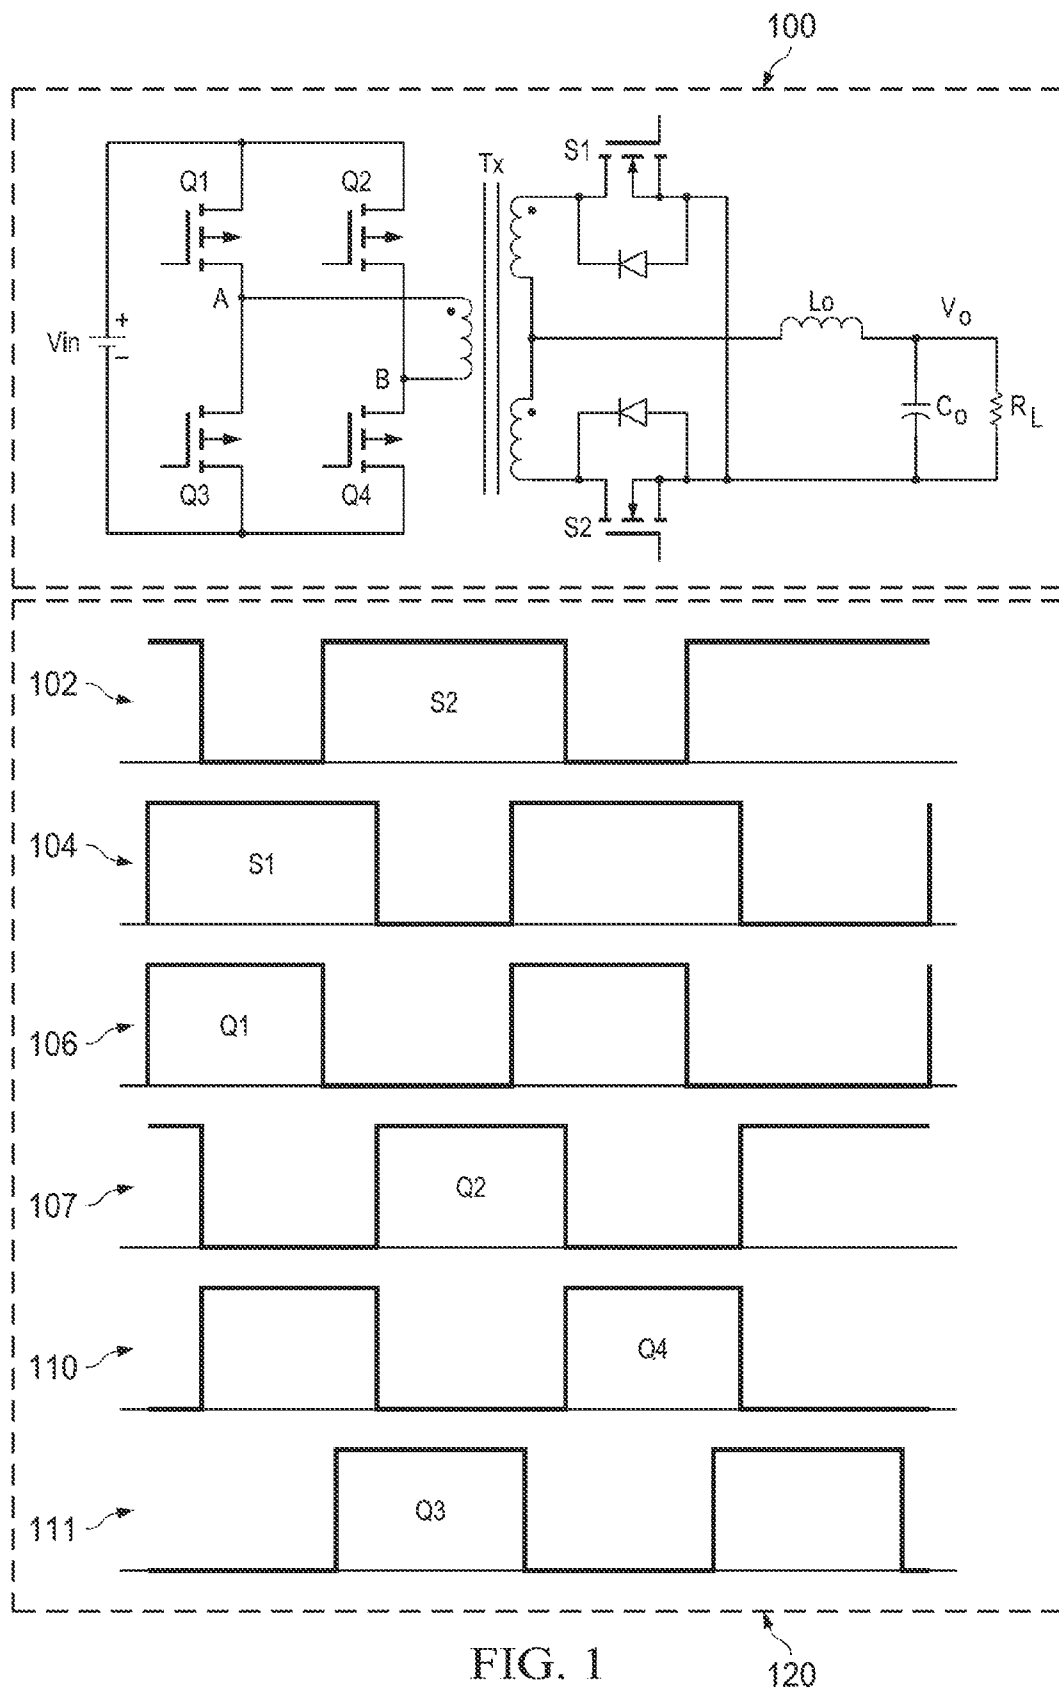 100
Q1
Q2
Tx
S1
A
Lo
Vo
+
Vin
−
B
Co
RL
Q3
Q4
S2
102
S2
104
S1
106
Q1
107
Q2
110
Q4
111
Q3
FIG. 1
120